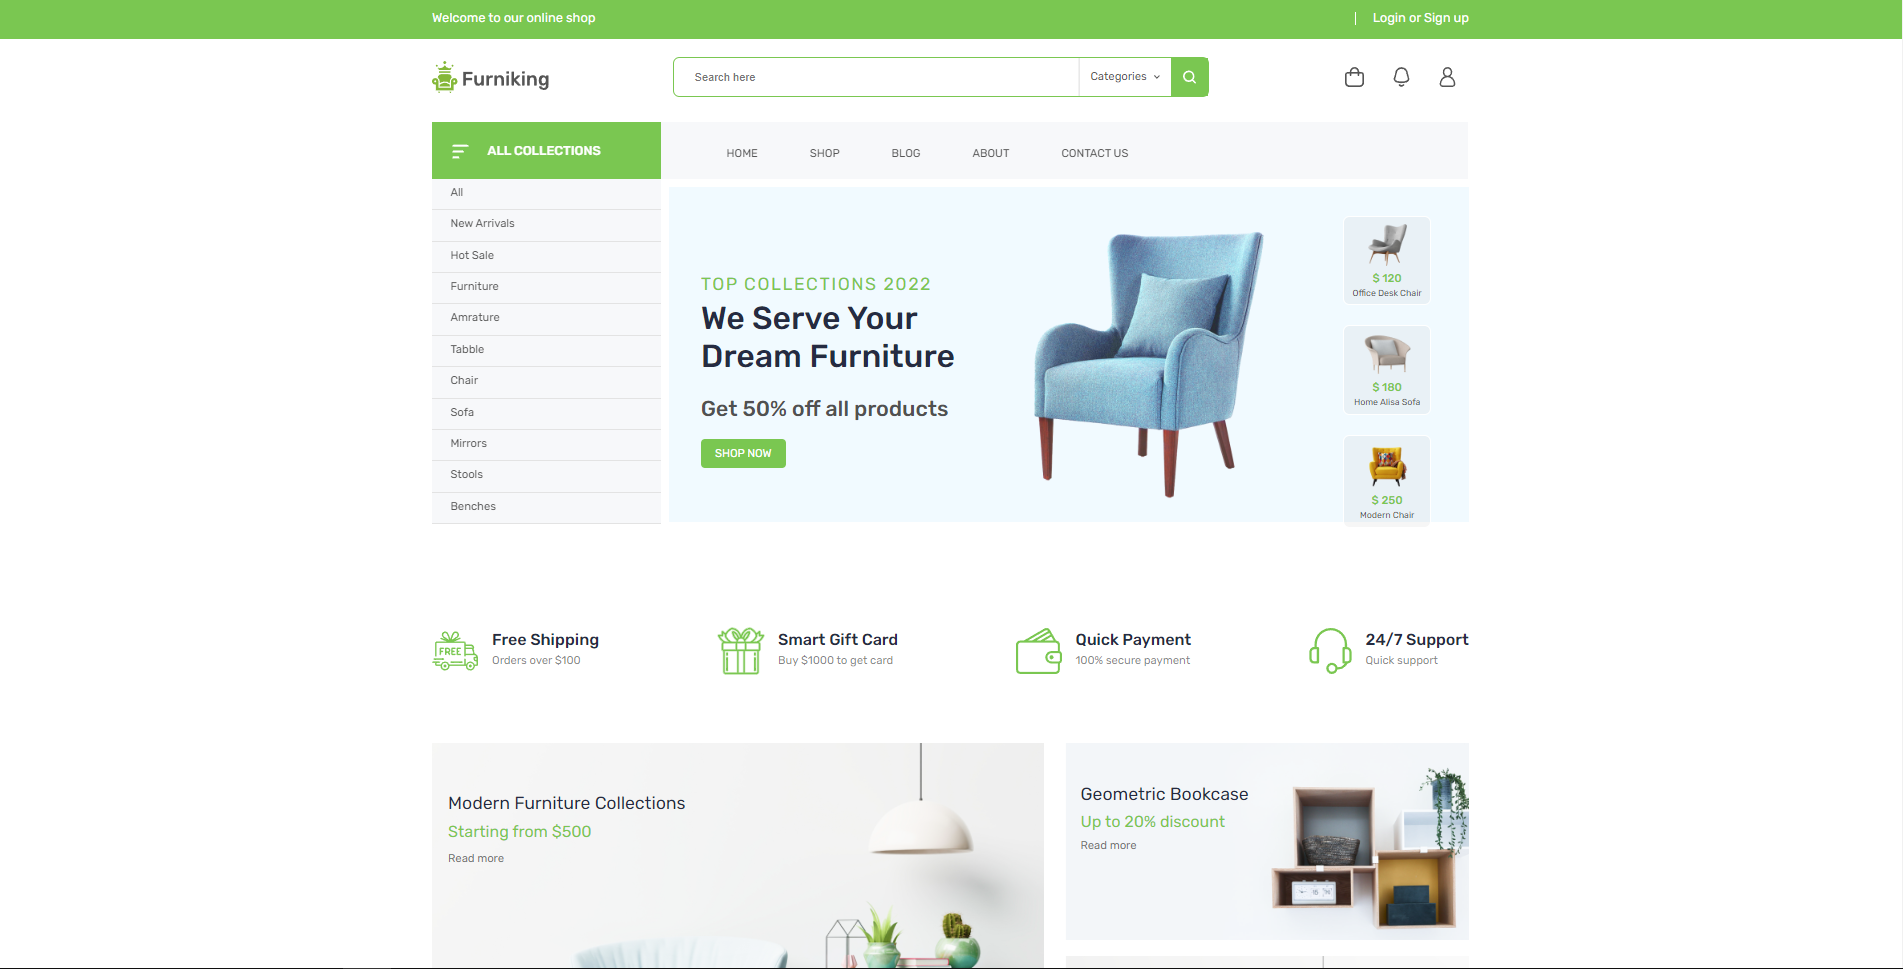 Welcome to our online shop
Login or Sign up
Furniking
Search here
Categories
ALL COLLECTIONS
HOME
SHOP
BLOG
ABOUT
CONTACT US
All
New Arrivals
Hot Sale
Furniture
Amrature
Tabble
Chair
Sofa
Mirrors
Stools
Benches
TOP COLLECTIONS 2022
We Serve Your
Dream Furniture
Get 50% off all products
SHOP NOW
$ 120
Office Desk Chair
$ 180
Home Alisa Sofa
$ 250
Modern Chair
FREE
Free Shipping
Orders over $100
Smart Gift Card
Buy $1000 to get card
Quick Payment
100% secure payment
24/7 Support
Quick support
Modern Furniture Collections
Starting from $500
Read more
Geometric Bookcase
Up to 20% discount
Read more